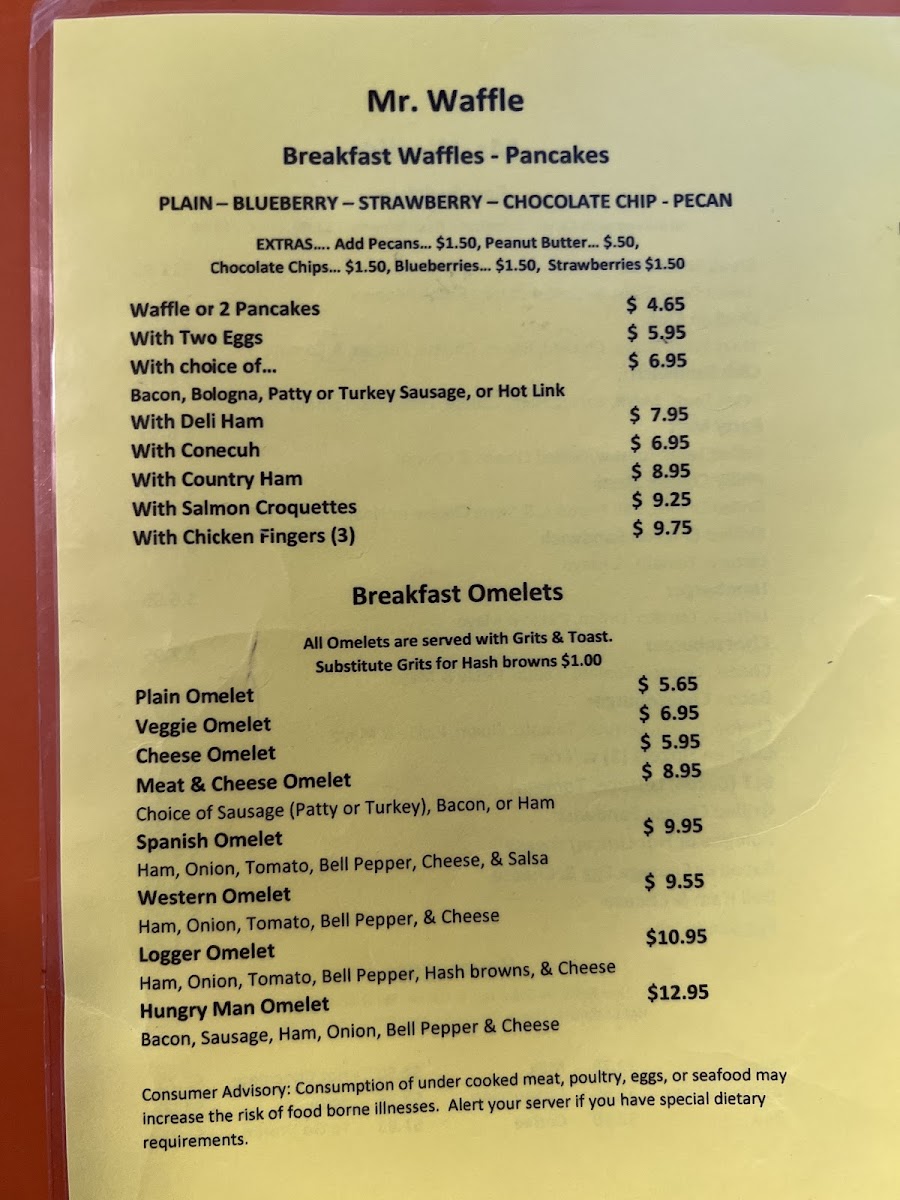 Mr. Waffle
Breakfast Waffles - Pancakes
PLAIN – BLUEBERRY – STRAWBERRY – CHOCOLATE CHIP - PECAN
EXTRAS…. Add Pecans… $1.50, Peanut Butter… $.50,
Chocolate Chips… $1.50, Blueberries… $1.50, Strawberries $1.50
Waffle or 2 Pancakes $ 4.65
With Two Eggs $ 5.95
With choice of… $ 6.95
Bacon, Bologna, Patty or Turkey Sausage, or Hot Link
With Deli Ham $ 7.95
With Conecuh $ 6.95
With Country Ham $ 8.95
With Salmon Croquettes $ 9.25
With Chicken Fingers (3) $ 9.75
Breakfast Omelets
All Omelets are served with Grits & Toast.
Substitute Grits for Hash browns $1.00
Plain Omelet $ 5.65
Veggie Omelet $ 6.95
Cheese Omelet $ 5.95
Meat & Cheese Omelet $ 8.95
Choice of Sausage (Patty or Turkey), Bacon, or Ham
Spanish Omelet $ 9.95
Ham, Onion, Tomato, Bell Pepper, Cheese, & Salsa
Western Omelet $ 9.55
Ham, Onion, Tomato, Bell Pepper, & Cheese
Logger Omelet $10.95
Ham, Onion, Tomato, Bell Pepper, Hash browns, & Cheese
Hungry Man Omelet $12.95
Bacon, Sausage, Ham, Onion, Bell Pepper & Cheese
Consumer Advisory: Consumption of under cooked meat, poultry, eggs, or seafood may
increase the risk of food borne illnesses. Alert your server if you have special dietary
requirements.